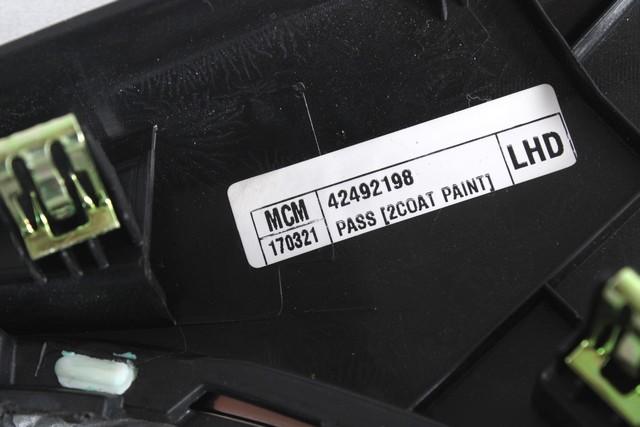 MCM 42492198 LHD
170321 PASS [2COAT PAINT]